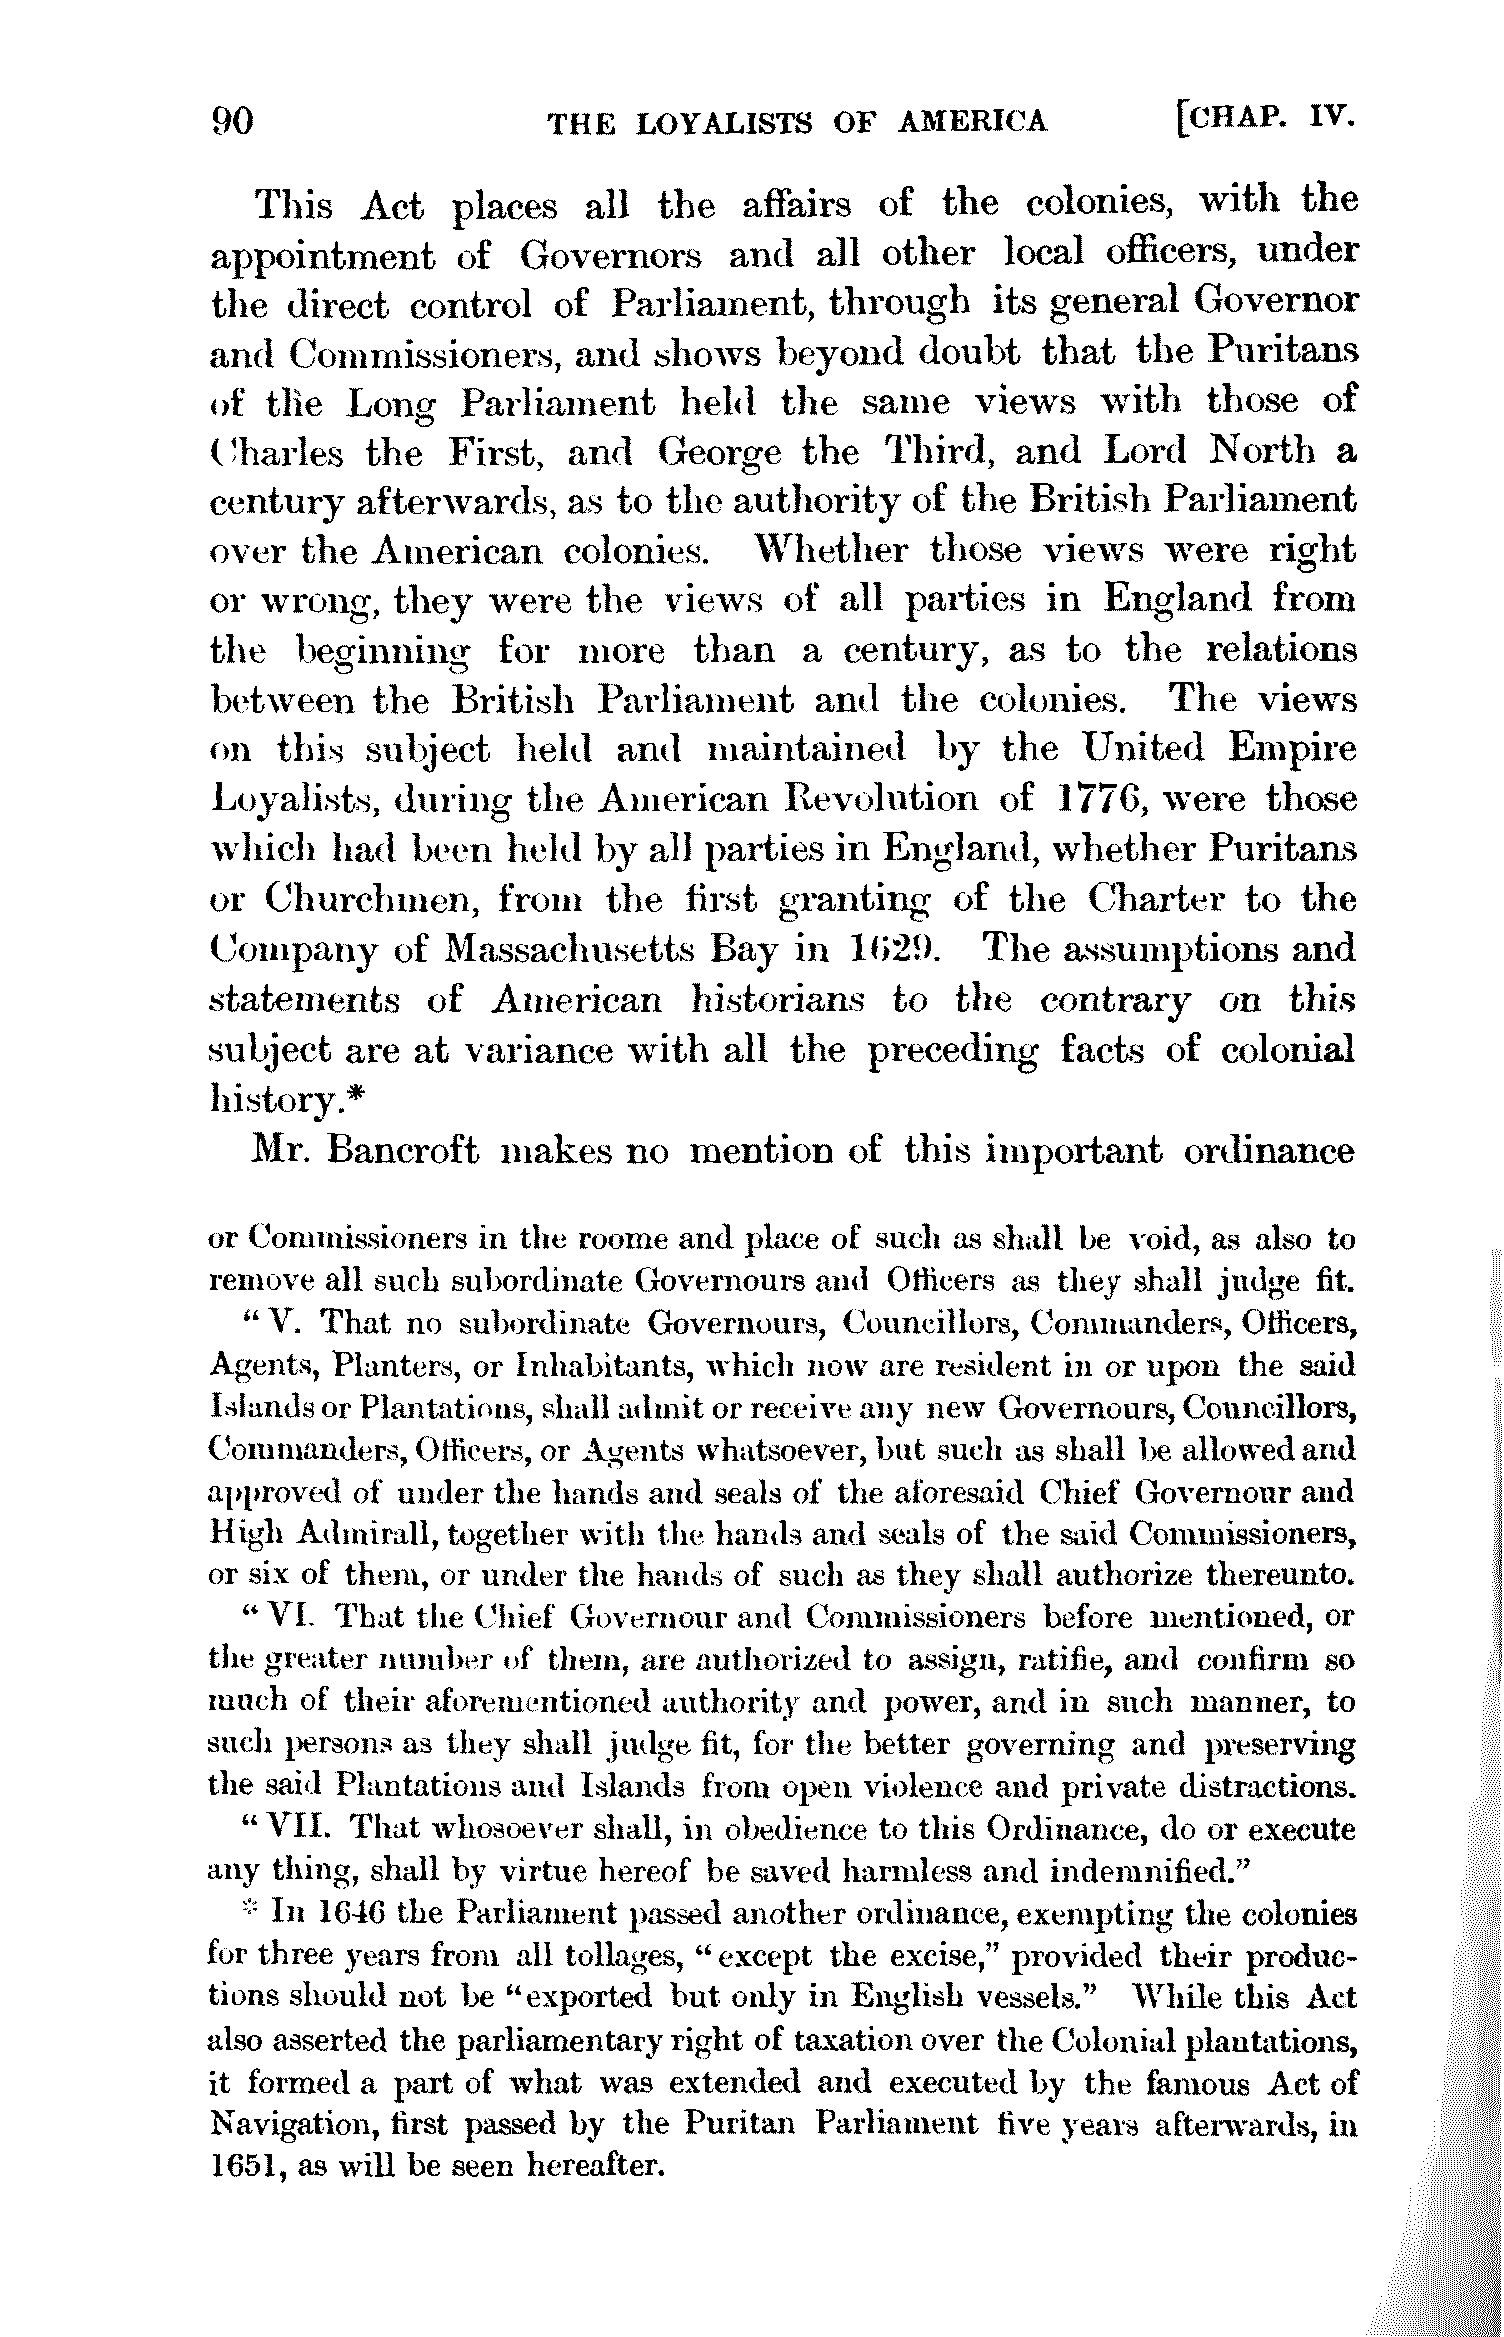 90 THE LOYALISTS OF AMERICA [CHAP. IV.
This Act places all the affairs of the colonies, with the
appointment of Governors and all other local officers, under
the direct control of Parliament, through its general Governor
and Commissioners, and shows beyond doubt that the Puritans
of the Long Parliament held the same views with those of
Charles the First, and George the Third, and Lord North a
century afterwards, as to the authority of the British Parliament
over the American colonies. Whether those views were right
or wrong, they were the views of all parties in England from
the beginning for more than a century, as to the relations
between the British Parliament and the colonies. The views
on this subject held and maintained by the United Empire
Loyalists, during the American Revolution of 1776, were those
which had been held by all parties in England, whether Puritans
or Churchmen, from the first granting of the Charter to the
Company of Massachusetts Bay in 1629. The assumptions and
statements of American historians to the contrary on this
subject are at variance with all the preceding facts of colonial
history.*
Mr. Bancroft makes no mention of this important ordinance
or Commissioners in the roome and place of such as shall be void, as also to
remove all such subordinate Governours and Officers as they shall judge fit.
"V. That no subordinate Governours, Councillors, Commanders, Officers,
Agents, Planters, or Inhabitants, which now are resident in or upon the said
Islands or Plantations, shall admit or receive any new Governours, Councillors,
Commanders, Officers, or Agents whatsoever, but such as shall be allowed and
approved of under the hands and seals of the aforesaid Chief Governour and
High Admirall, together with the hands and seals of the said Commissioners,
or six of them, or under the hands of such as they shall authorize thereunto.
"VI. That the Chief Governour and Commissioners before mentioned, or
the greater number of them, are authorized to assign, ratifie, and confirm so
much of their aforementioned authority and power, and in such manner, to
such persons as they shall judge fit, for the better governing and preserving
the said Plantations and Islands from open violence and private distractions.
"VII. That whosoever shall, in obedience to this Ordinance, do or execute
any thing, shall by virtue hereof be saved harmless and indemnified."
* In 1646 the Parliament passed another ordinance, exempting the colonies
for three years from all tollages, "except the excise," provided their produc-
tions should not be "exported but only in English vessels." While this Act
also asserted the parliamentary right of taxation over the Colonial plantations,
it formed a part of what was extended and executed by the famous Act of
Navigation, first passed by the Puritan Parliament five years afterwards, in
1651, as will be seen hereafter.